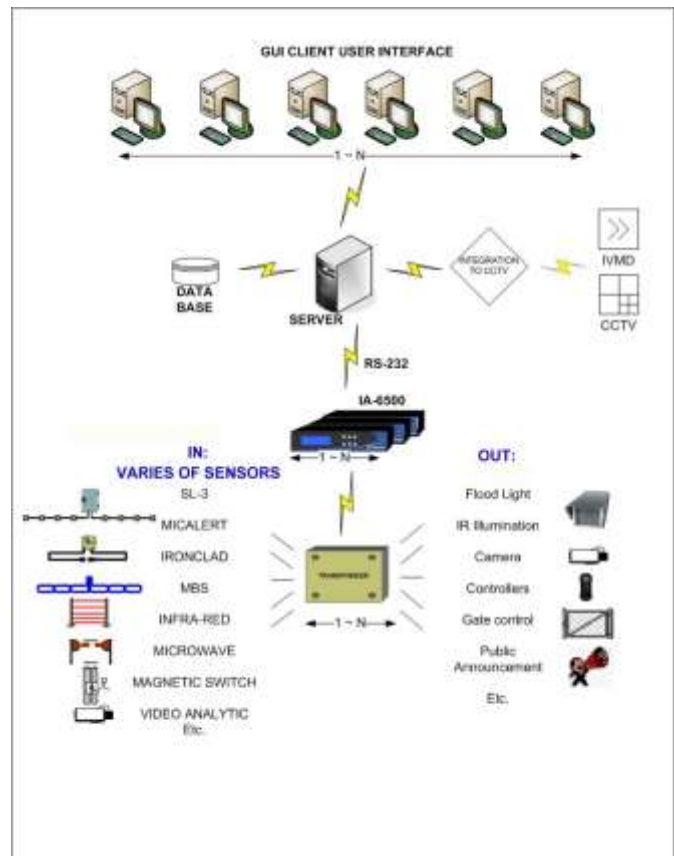 GUI CLIENT USER INTERFACE
1 ~ N
DATA
BASE
SERVER
INTEGRATION
TO CCTV
IVMD
CCTV
RS-232
IA-6500
1 ~ N
IN:
VARIES OF SENSORS
SL-3
MICALERT
IRONCLAD
MBS
INFRA-RED
MICROWAVE
MAGNETIC SWITCH
VIDEO ANALYTIC
Etc.
1 ~ N
OUT:
Flood Light
IR Illumination
Camera
Controllers
Gate control
Public
Announcement
Etc.